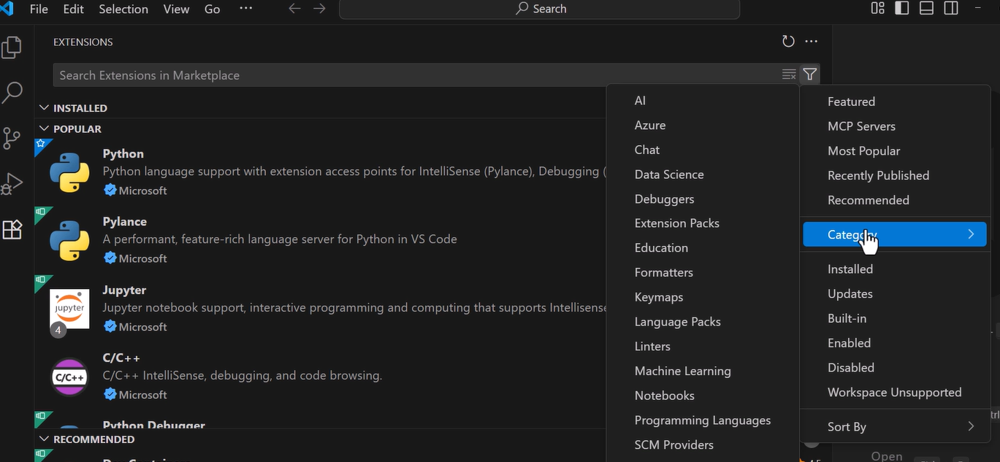 File Edit Selection View Go ···
Search
EXTENSIONS
Search Extensions in Marketplace
INSTALLED
POPULAR
Python
Python language support with extension access points for IntelliSense (Pylance), Debugging (
Microsoft
Pylance
A performant, feature-rich language server for Python in VS Code
Microsoft
jupyter
4
Jupyter
Jupyter notebook support, interactive programming and computing that supports Intellisense
Microsoft
C/C++
C/C++
C/C++ IntelliSense, debugging, and code browsing.
Microsoft
Python Debugger
RECOMMENDED
AI
Azure
Chat
Data Science
Debuggers
Extension Packs
Education
Formatters
Keymaps
Language Packs
Linters
Machine Learning
Notebooks
Programming Languages
SCM Providers
Featured
MCP Servers
Most Popular
Recently Published
Recommended
Category
Installed
Updates
Built-in
Enabled
Disabled
Workspace Unsupported
Sort By
Open